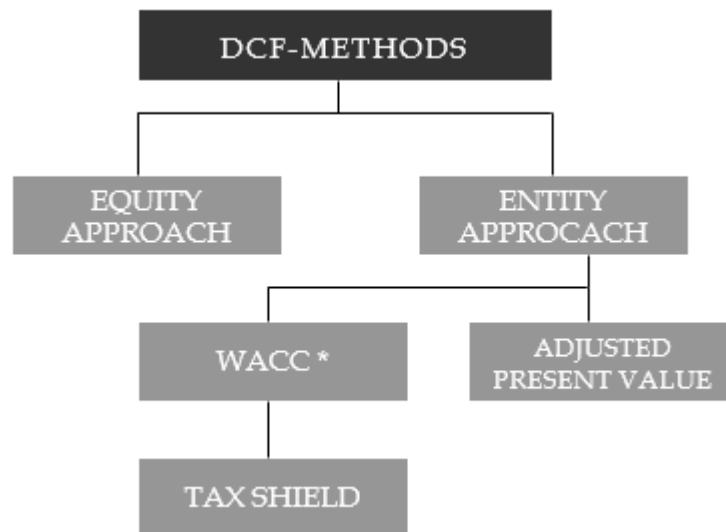 DCF-METHODS
EQUITY
APPROACH
ENTITY
APPROCACH
WACC *
ADJUSTED
PRESENT VALUE
TAX SHIELD